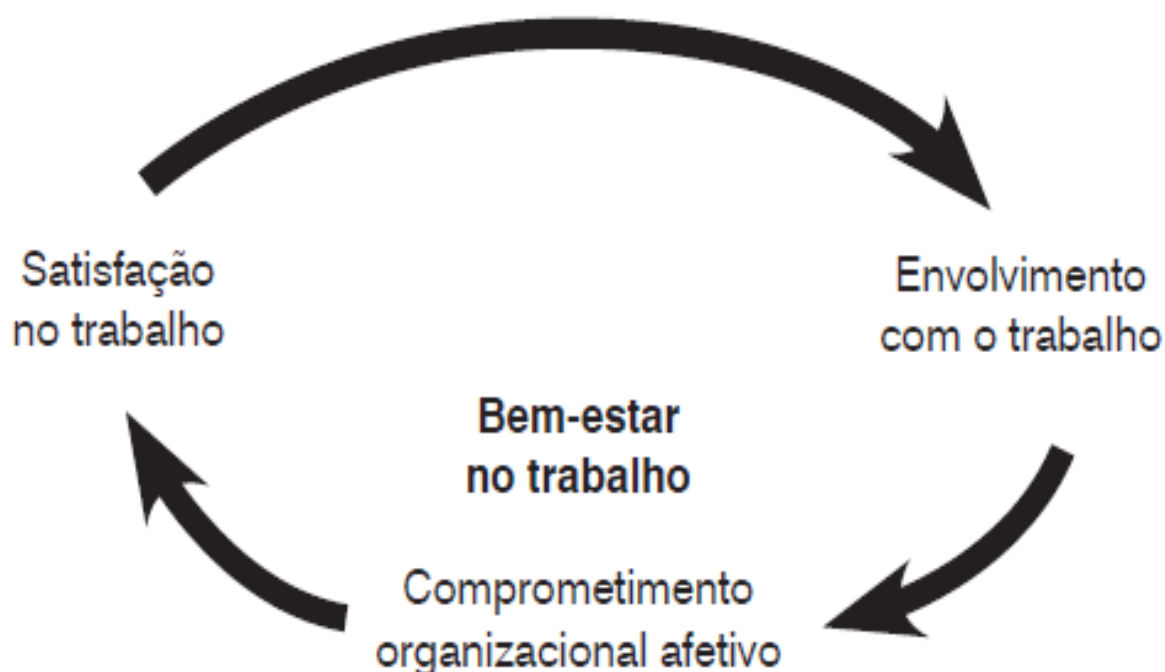 Satisfação
no trabalho
Envolvimento
com o trabalho
Bem-estar
no trabalho
Comprometimento
organizacional afetivo